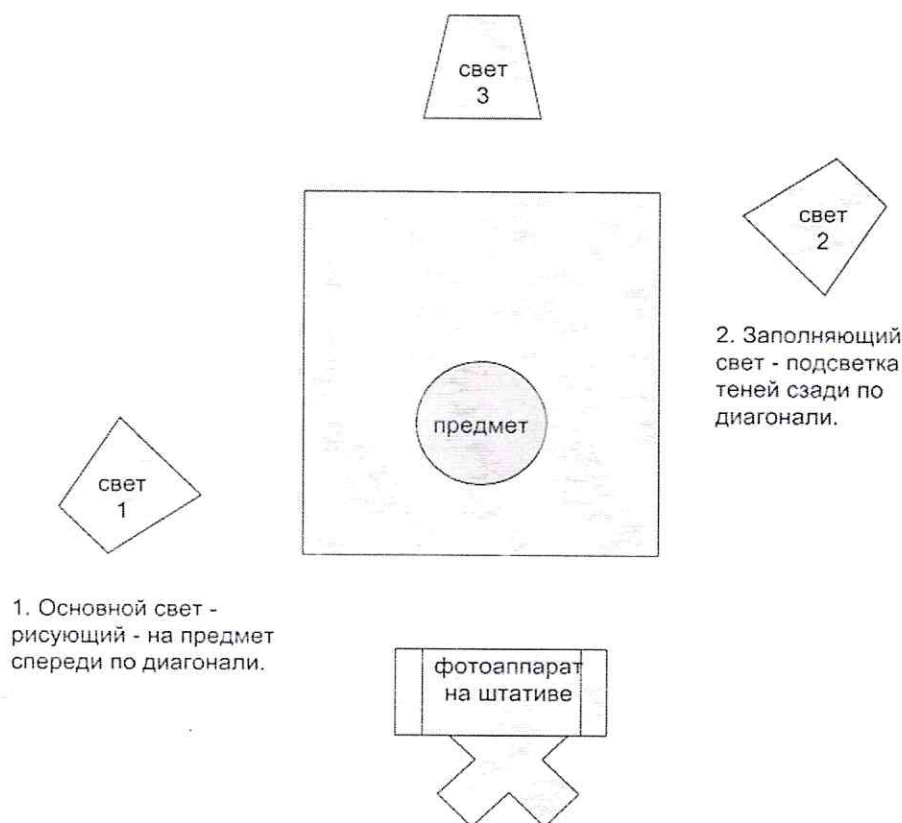 свет
3
свет
2
2. Заполняющий
свет - подсветка
теней сзади по
диагонали.
предмет
свет
1
1. Основной свет -
рисующий - на предмет
спереди по диагонали.
фотоаппарат
на штативе